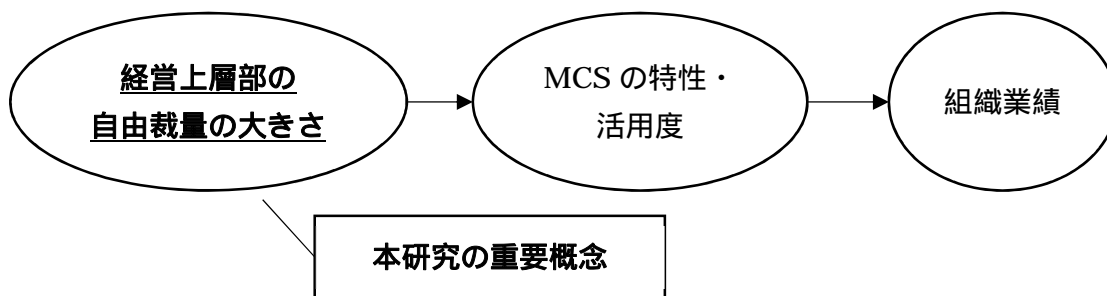 経営上層部の
自由裁量の大きさ
MCS の特性・
活用度
組織業績
本研究の重要概念